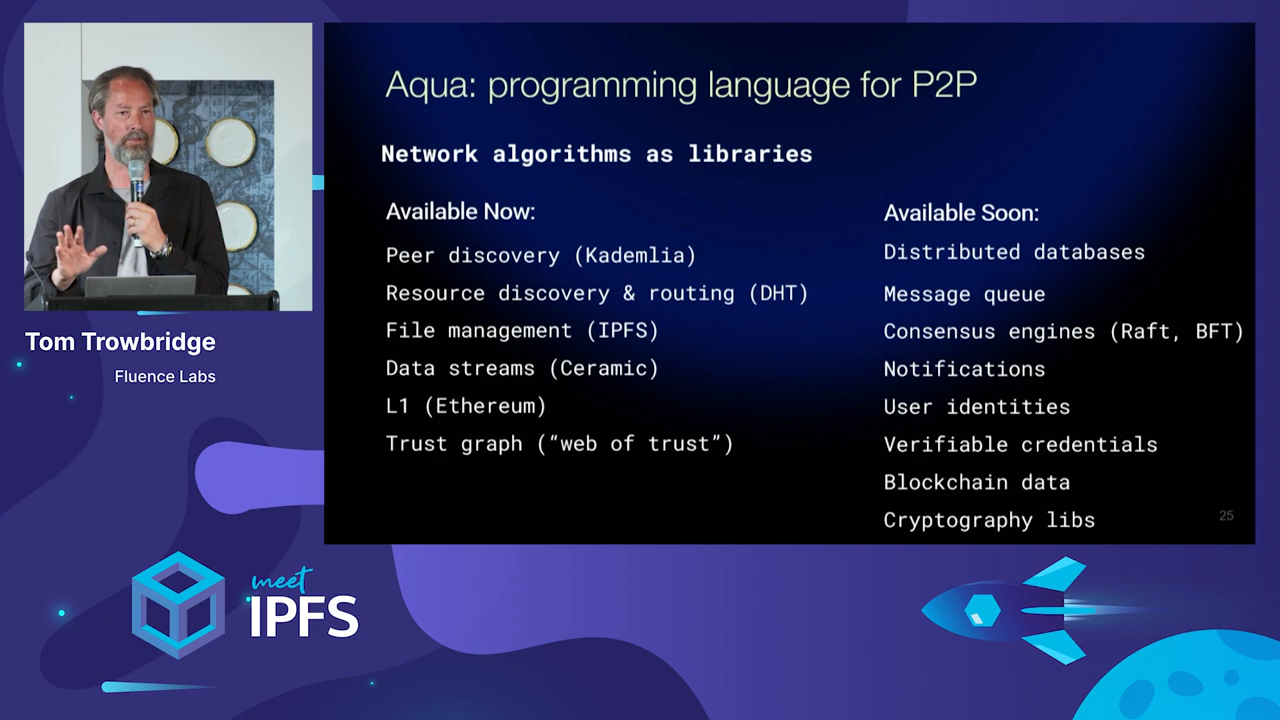 Aqua: programming language for P2P
Network algorithms as libraries
Available Now:
Peer discovery (Kademlia)
Resource discovery & routing (DHT)
File management (IPFS)
Data streams (Ceramic)
L1 (Ethereum)
Trust graph (“web of trust”)
Available Soon:
Distributed databases
Message queue
Consensus engines (Raft, BFT)
Notifications
User identities
Verifiable credentials
Blockchain data
Cryptography libs
25
Tom Trowbridge
Fluence Labs
meet
IPFS